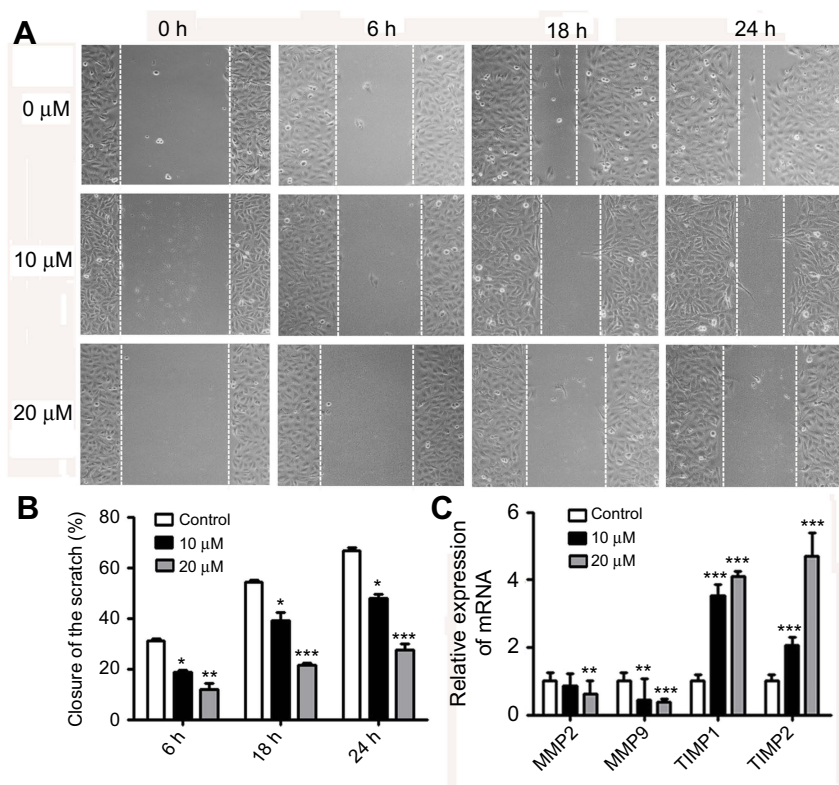 A
0 h 6 h 18 h 24 h
0 μM
10 μM
20 μM
B
Closure of the scratch (%)
80
60
40
20
0
Control
10 μM
20 μM
* **
* ***
* ***
6 h 18 h 24 h
C
Relative expression
of mRNA
6
4
2
0
Control
10 μM
20 μM
**
** ***
*** ***
*** ***
MMP2 MMP9 TIMP1 TIMP2